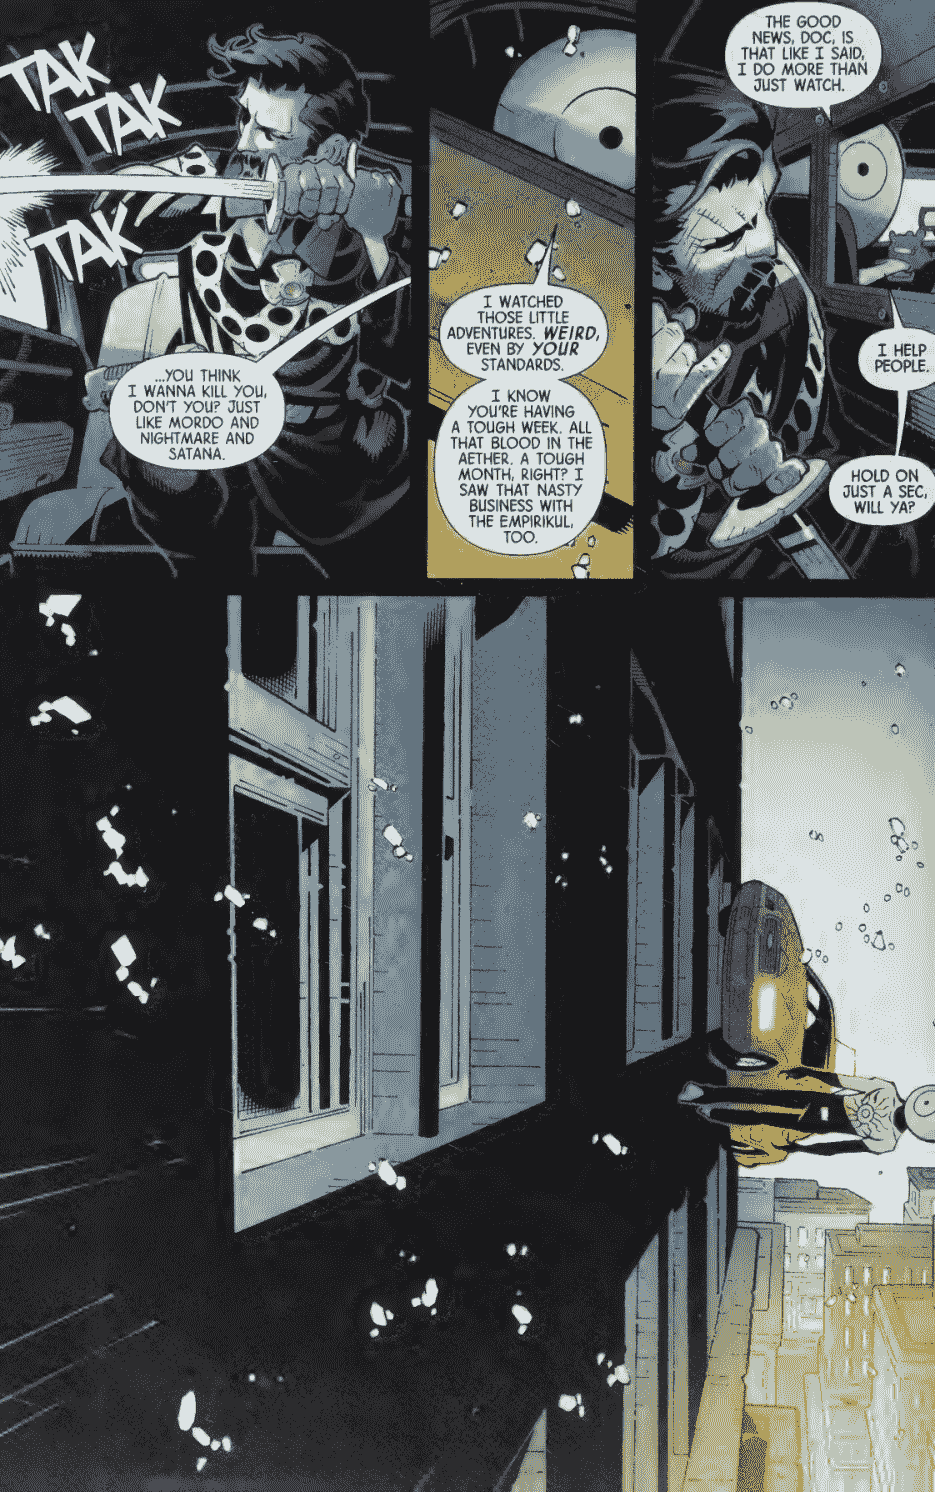 TAK
TAK
TAK
...YOU THINK
I WANNA KILL YOU,
DON'T YOU? JUST
LIKE MORDO AND
NIGHTMARE AND
SATANA.
I WATCHED
THOSE LITTLE
ADVENTURES. WEIRD,
EVEN BY YOUR
STANDARDS.
I KNOW
YOU'RE HAVING
A TOUGH WEEK. ALL
THAT BLOOD IN THE
AETHER. A TOUGH
MONTH, RIGHT? I
SAW THAT NASTY
BUSINESS WITH
THE EMPIRIKUL,
TOO.
THE GOOD
NEWS, DOC, IS
THAT LIKE I SAID,
I DO MORE THAN
JUST WATCH.
I HELP
PEOPLE.
HOLD ON
JUST A SEC,
WILL YA?